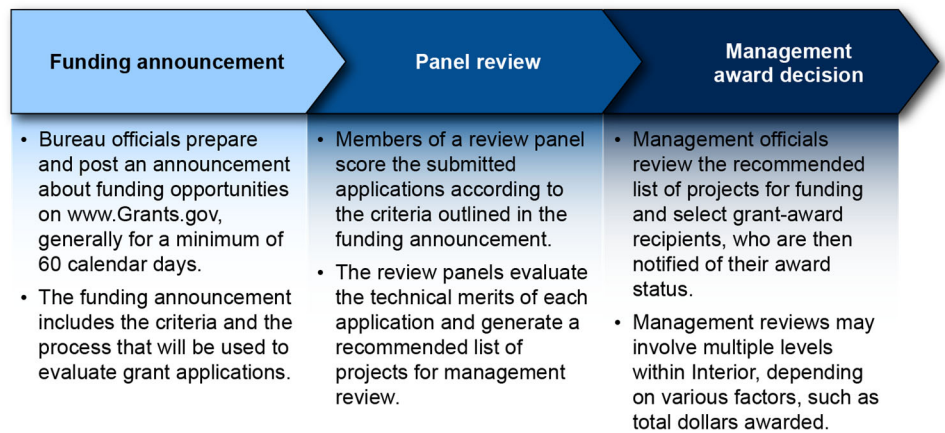 Funding announcement
• Bureau officials prepare
and post an announcement
about funding opportunities
on www.Grants.gov,
generally for a minimum of
60 calendar days.
• The funding announcement
includes the criteria and the
process that will be used to
evaluate grant applications.
Panel review
• Members of a review panel
score the submitted
applications according to
the criteria outlined in the
funding announcement.
• The review panels evaluate
the technical merits of each
application and generate a
recommended list of
projects for management
review.
Management
award decision
• Management officials
review the recommended
list of projects for funding
and select grant-award
recipients, who are then
notified of their award
status.
• Management reviews may
involve multiple levels
within Interior, depending
on various factors, such as
total dollars awarded.